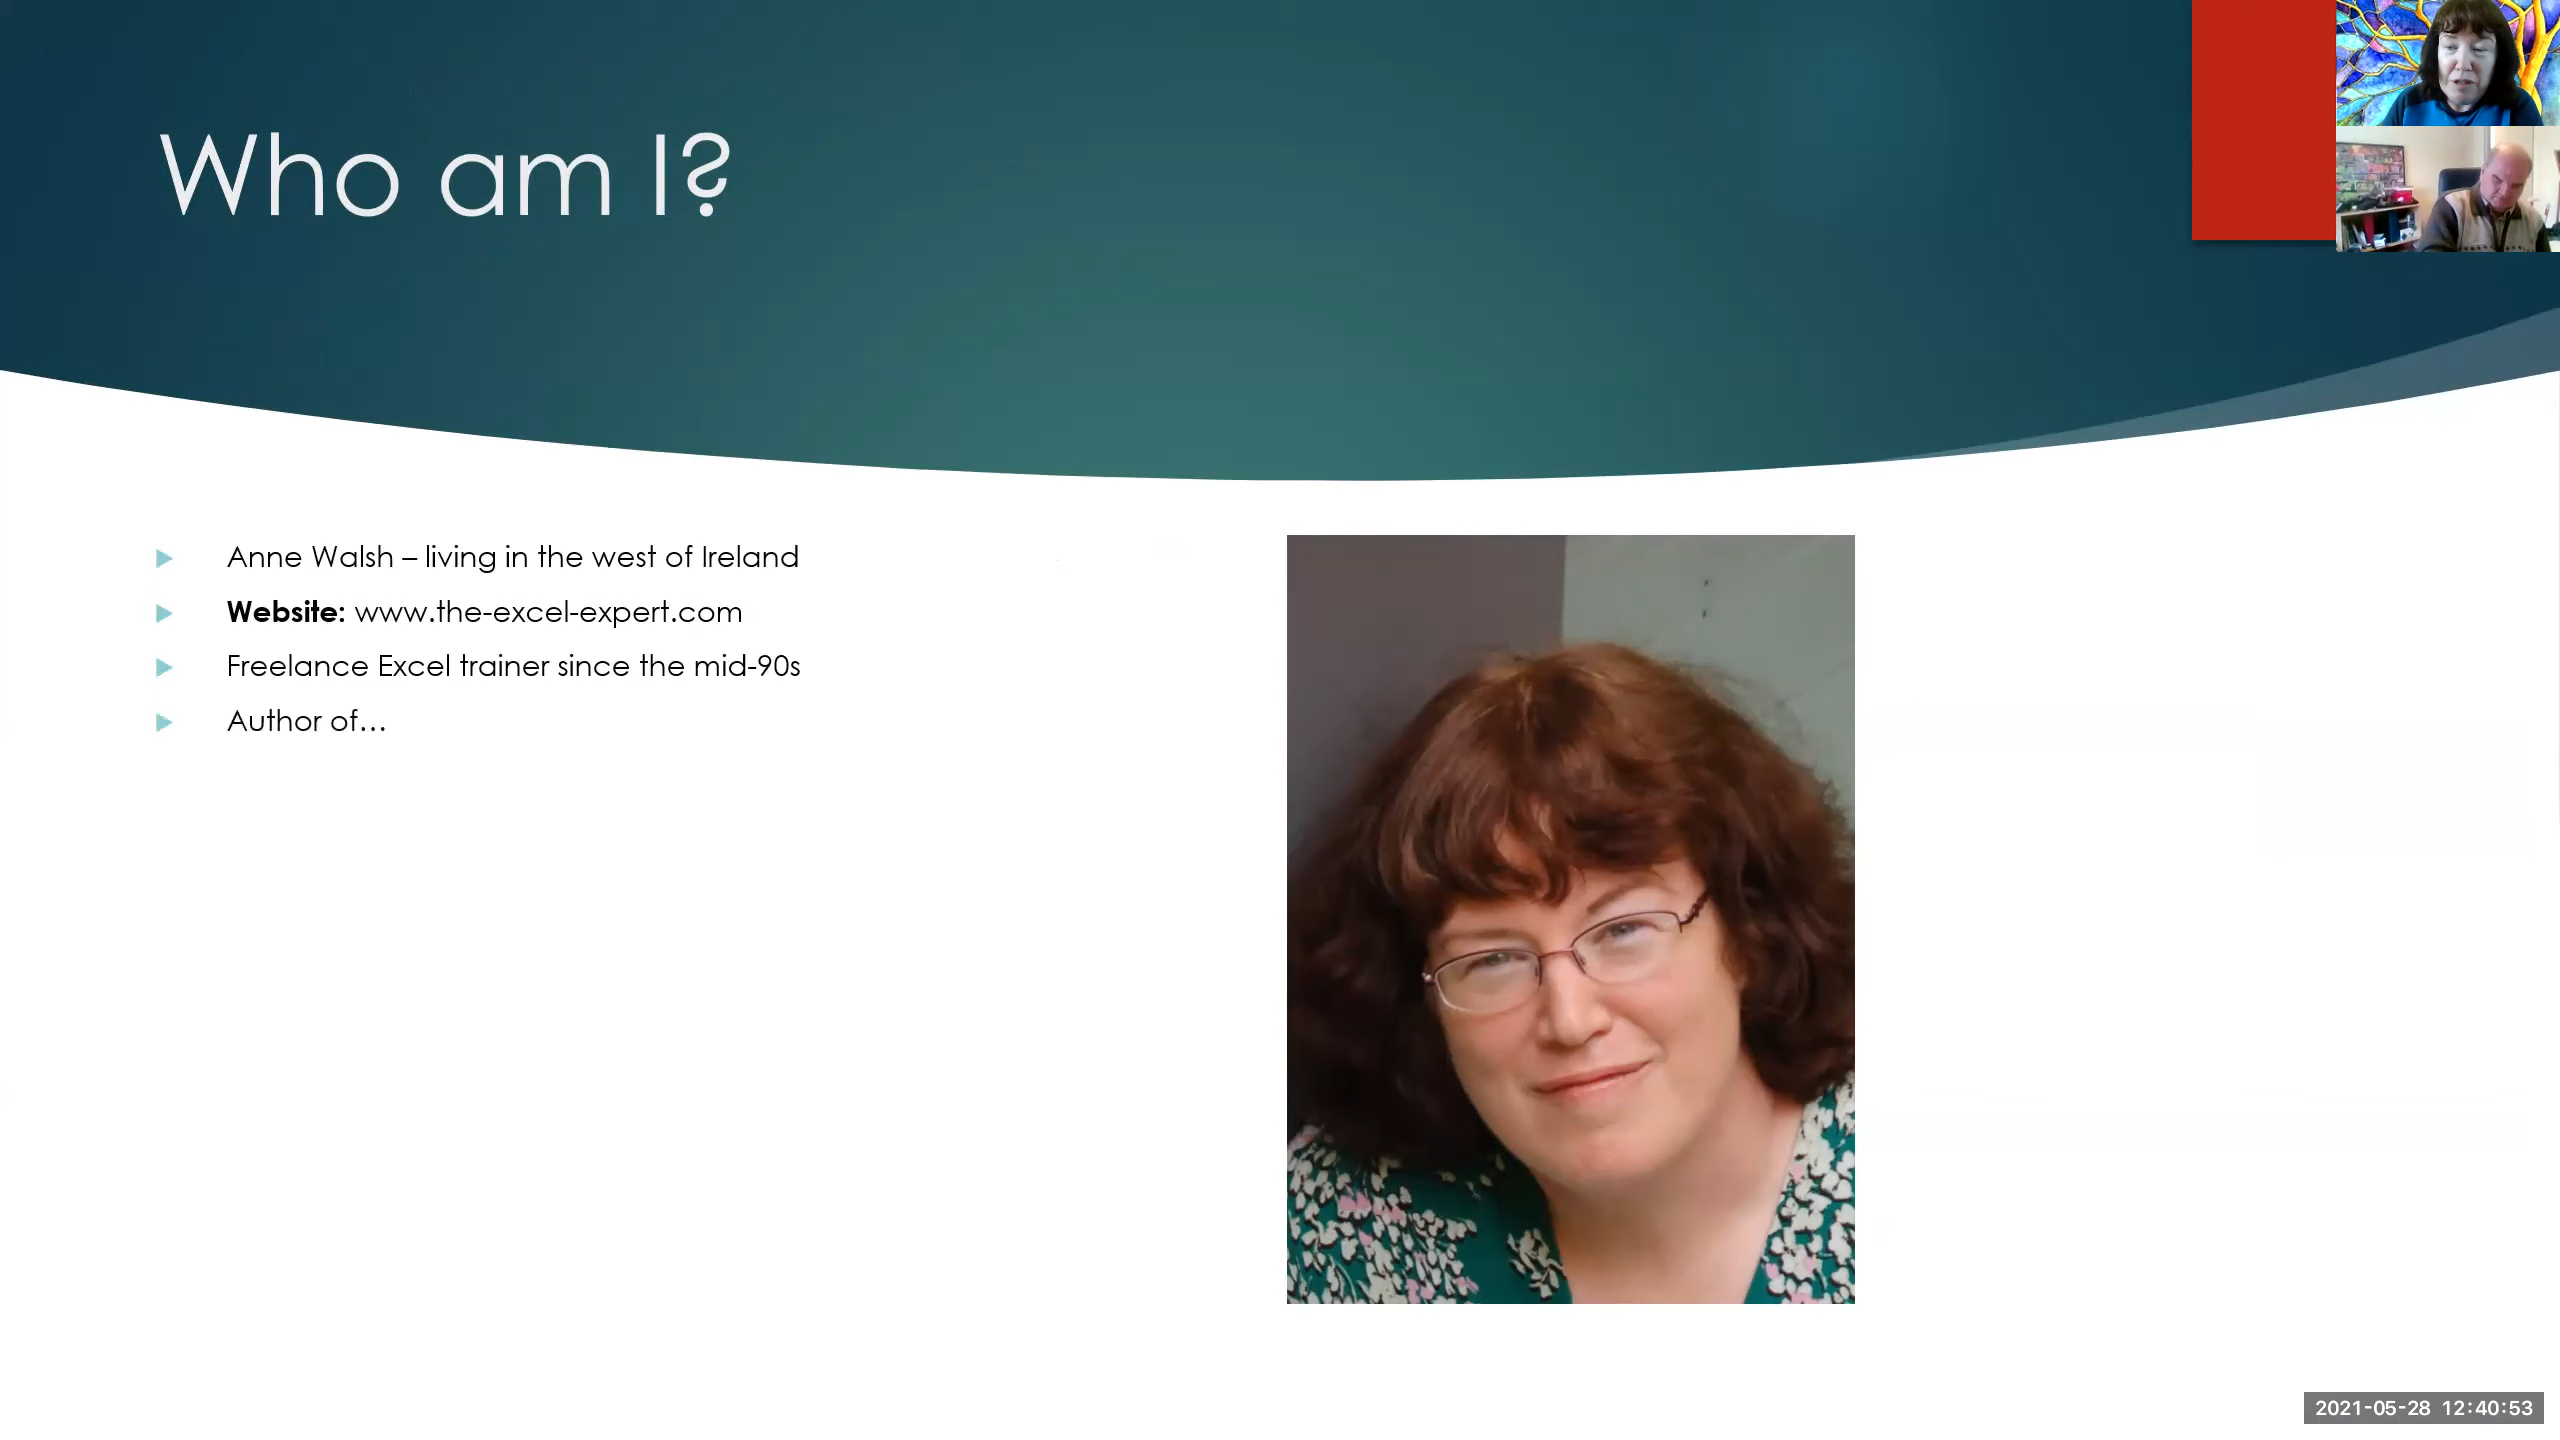 Who am I?
Anne Walsh – living in the west of Ireland
Website: www.the-excel-expert.com
Freelance Excel trainer since the mid-90s
Author of…
2021-05-28 12:40:53